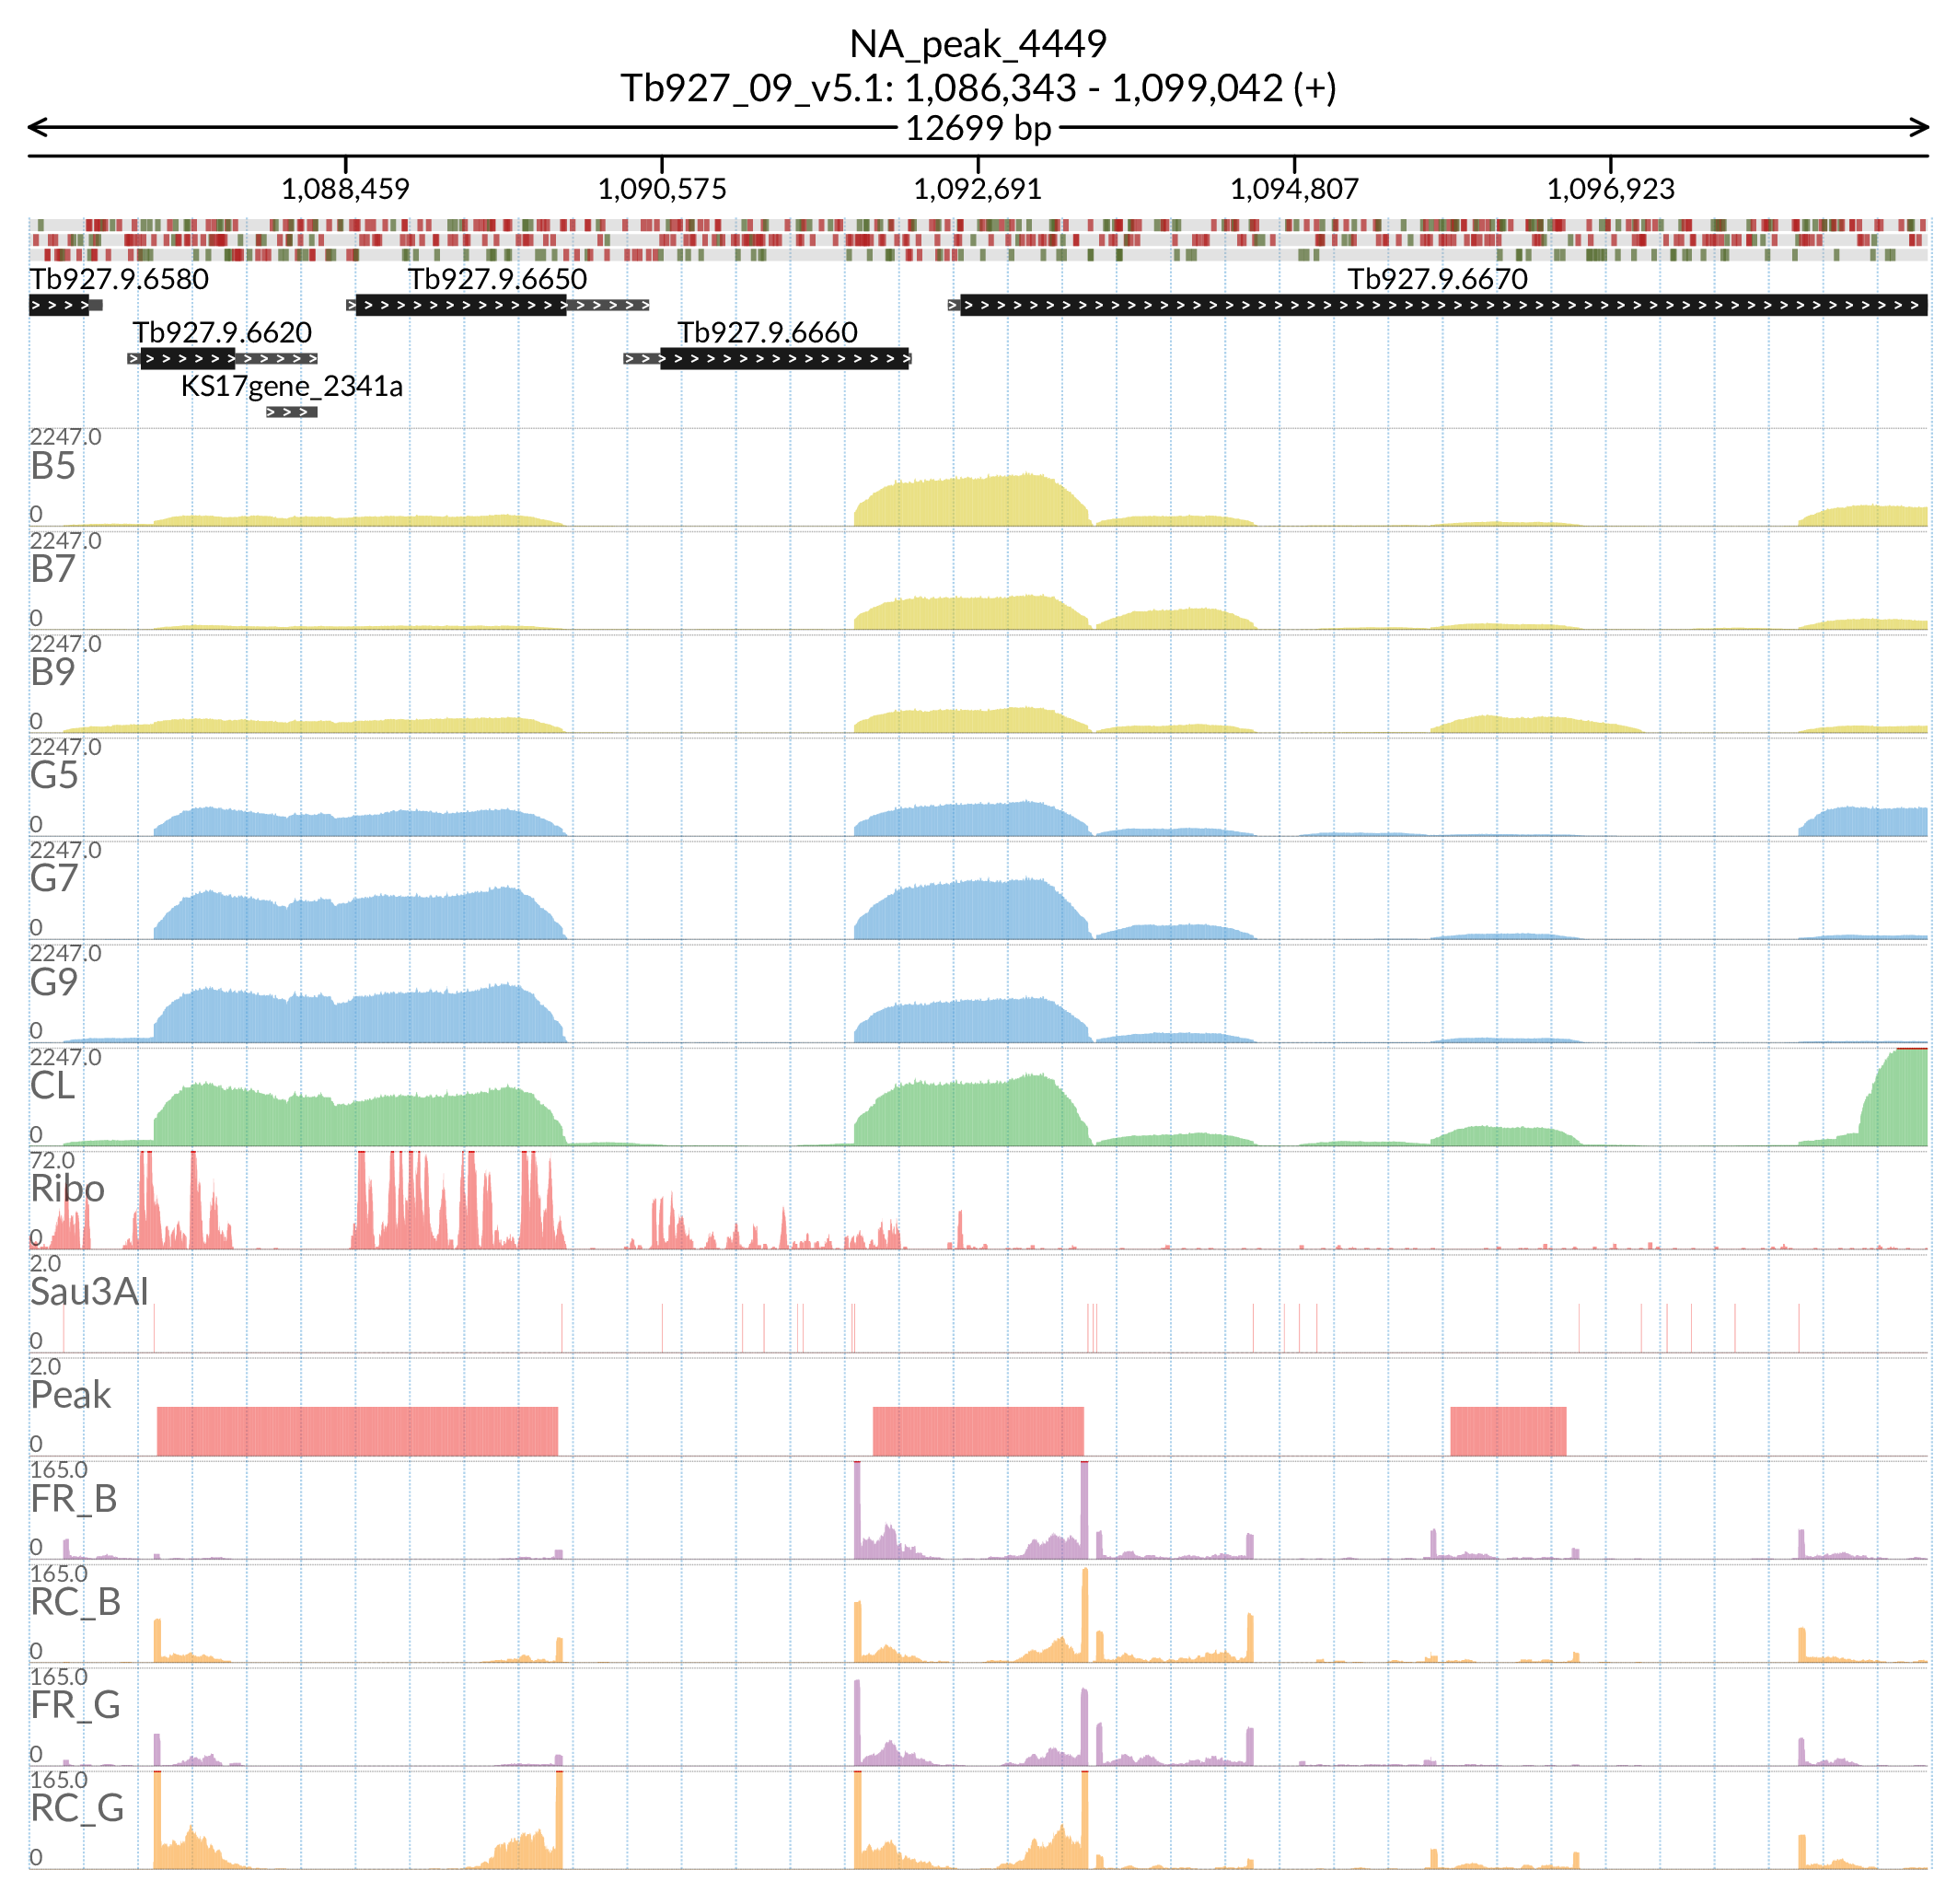 NA_peak_4449
Tb927_09_v5.1: 1,086,343 - 1,099,042 (+)
12699 bp
1,088,459 1,090,575 1,092,691 1,094,807 1,096,923
Tb927.9.6580 Tb927.9.6650 Tb927.9.6670
Tb927.9.6620 Tb927.9.6660
KS17gene_2341a
2247.0
B5
0
2247.0
B7
0
2247.0
B9
0
2247.0
G5
0
2247.0
G7
0
2247.0
G9
0
2247.0
CL
0
72.0
Ribo
0
2.0
Sau3AI
0
2.0
Peak
0
165.0
FR_B
0
165.0
RC_B
0
165.0
FR_G
0
165.0
RC_G
0